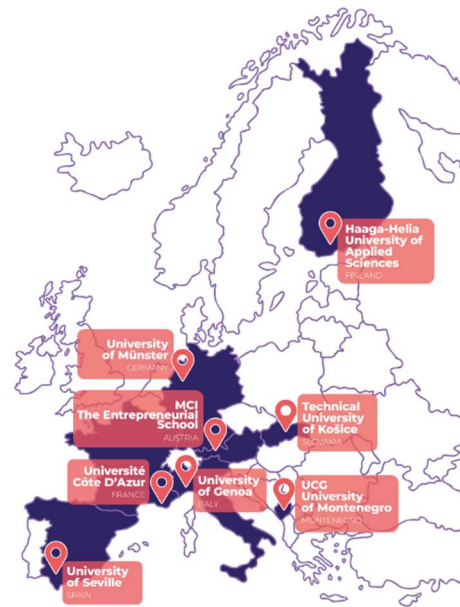 Haaga-Helia
University of
Applied
Sciences
FINLAND
University
of Münster
GERMANY
MCI
The Entrepreneurial
School
AUSTRIA
Technical
University
of Košice
SLOVAKIA
Université
Côte D'Azur
FRANCE
University
of Genoa
ITALY
UCG
University
of Montenegro
MONTENEGRO
University
of Seville
SPAIN